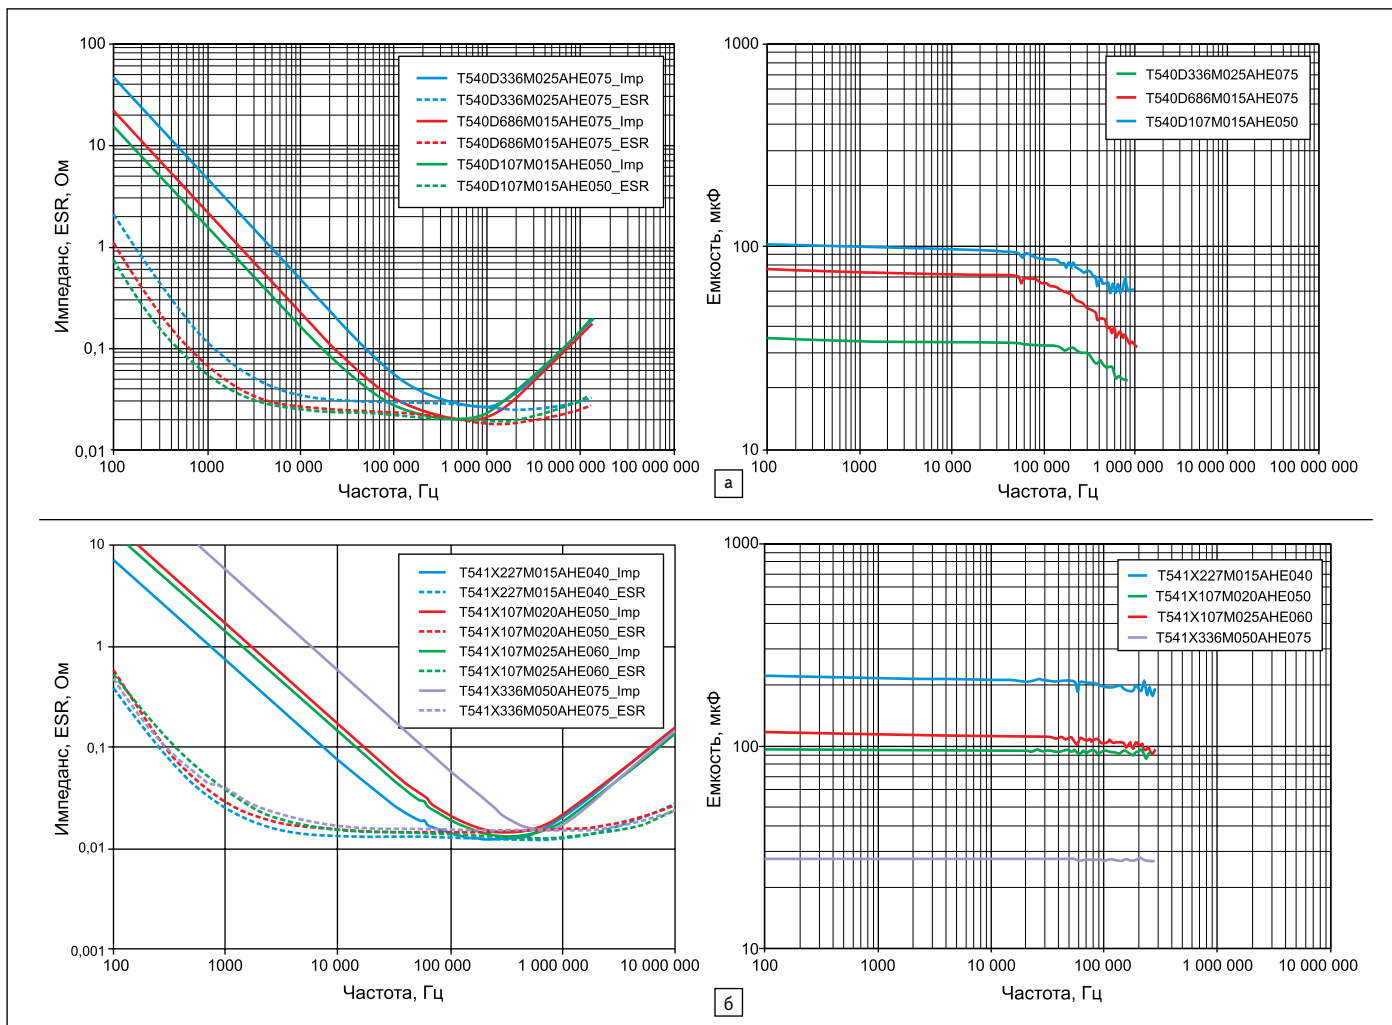 100
10
1
0,1
0,01
Импеданс, ESR, Ом
T540D336M025AHE075_Imp
T540D336M025AHE075_ESR
T540D686M015AHE075_Imp
T540D686M015AHE075_ESR
T540D107M015AHE050_Imp
T540D107M015AHE050_ESR
100 1000 10 000 100 000 1 000 000 10 000 000 100 000 000
Частота, Гц
1000
100
10
Емкость, мкФ
T540D336M025AHE075
T540D686M015AHE075
T540D107M015AHE050
100 1000 10 000 100 000 1 000 000 10 000 000 100 000 000
Частота, Гц
а
10
1
0,1
0,01
0,001
Импеданс, ESR, Ом
T541X227M015AHE040_Imp
T541X227M015AHE040_ESR
T541X107M020AHE050_Imp
T541X107M020AHE050_ESR
T541X107M025AHE060_Imp
T541X107M025AHE060_ESR
T541X336M050AHE075_Imp
T541X336M050AHE075_ESR
100 1000 10 000 100 000 1 000 000 10 000 000
Частота, Гц
1000
100
10
Емкость, мкФ
T541X227M015AHE040
T541X107M020AHE050
T541X107M025AHE060
T541X336M050AHE075
100 1000 10 000 100 000 1 000 000 10 000 000
Частота, Гц
б